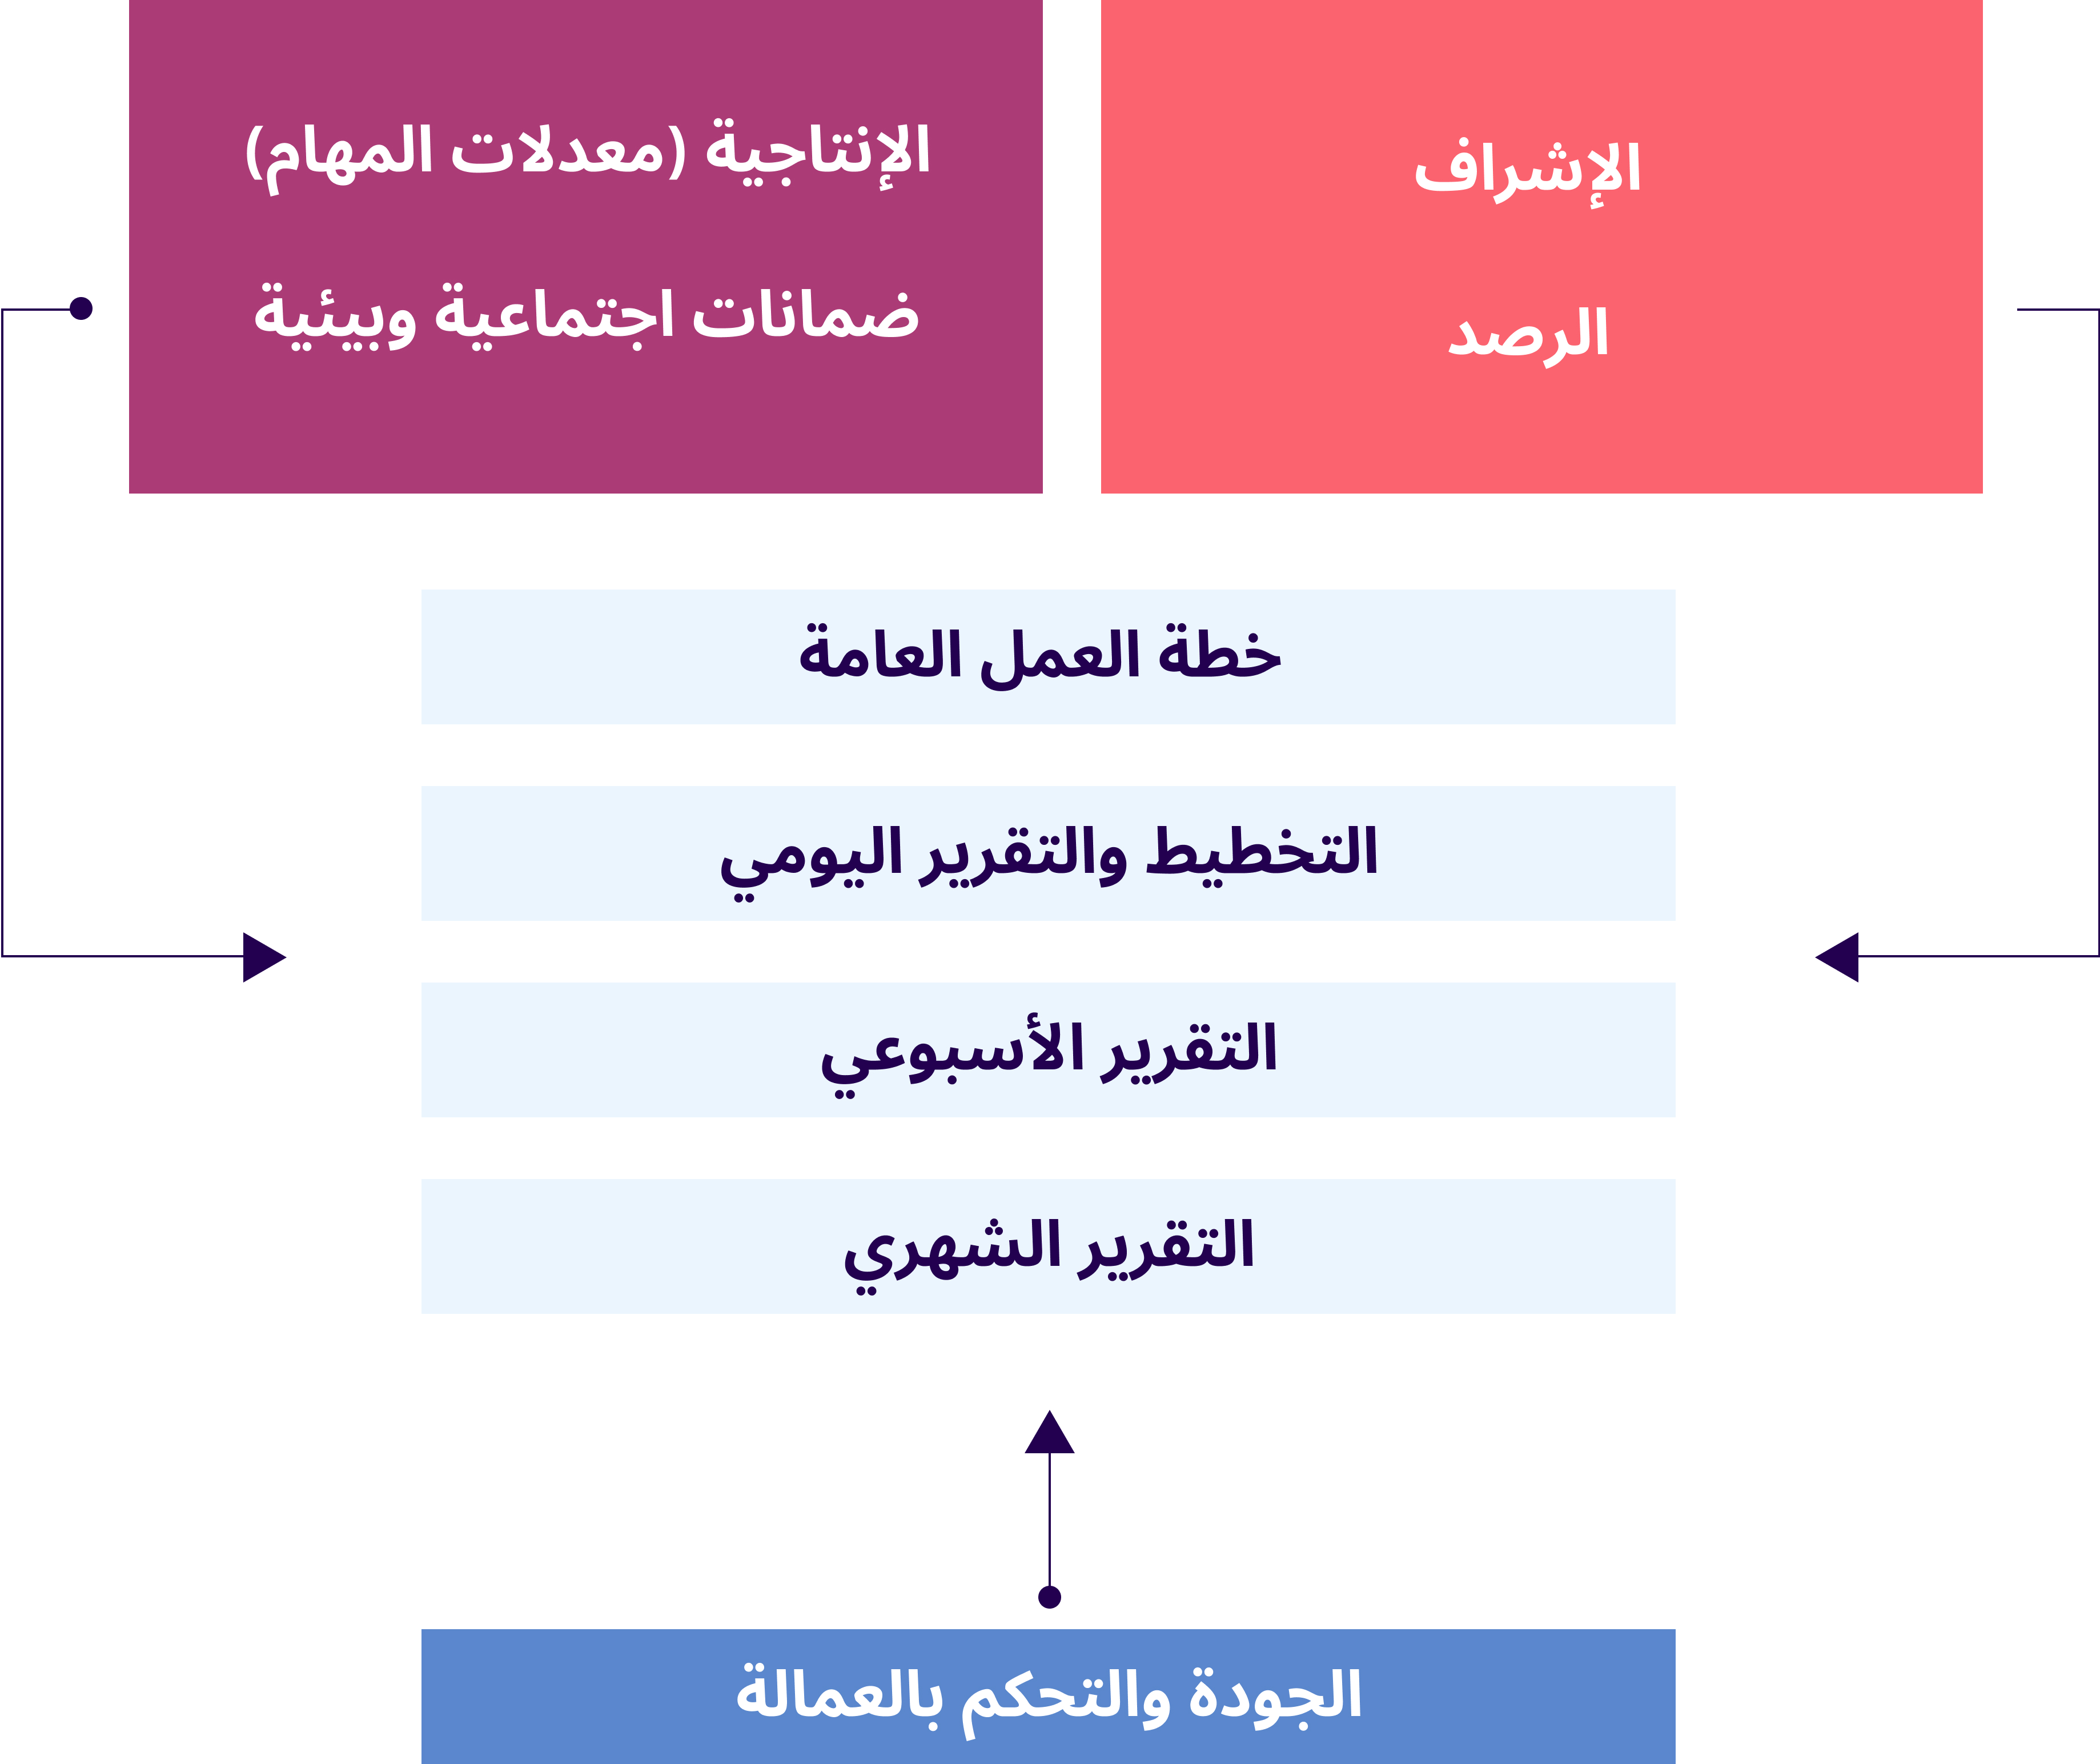 الإشراف
الرصد
الإنتاجية (معدلات المهام)
ضمانات اجتماعية وبيئية
خطة العمل العامة
التخطيط والتقدير اليومي
التقرير الأسبوعي
التقرير الشهري
الجودة والتحكم بالعمالة